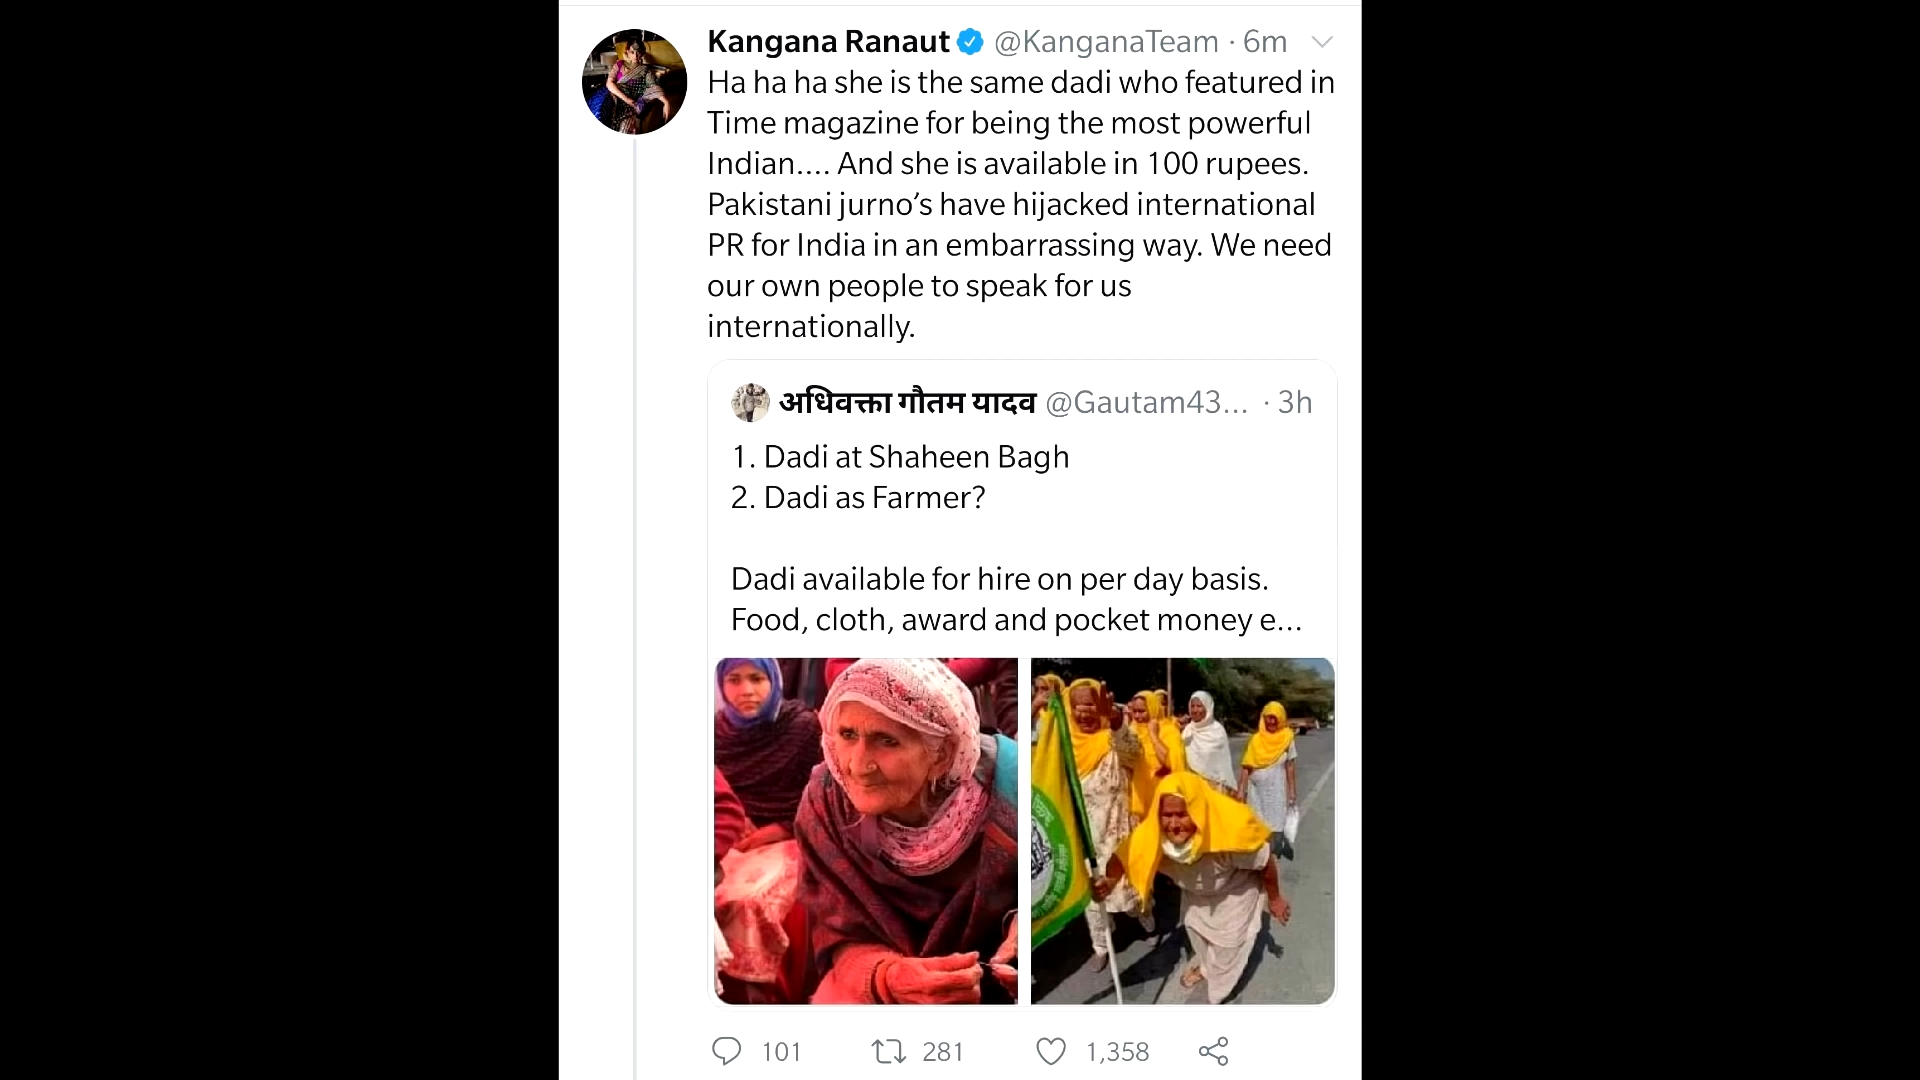 Kangana Ranaut @KanganaTeam · 6m
Ha ha ha she is the same dadi who featured in
Time magazine for being the most powerful
Indian.... And she is available in 100 rupees.
Pakistani jurno’s have hijacked international
PR for India in an embarrassing way. We need
our own people to speak for us
internationally.
अधिवक्ता गौतम यादव @Gautam43... · 3h
1. Dadi at Shaheen Bagh
2. Dadi as Farmer?
Dadi available for hire on per day basis.
Food, cloth, award and pocket money e...
101 281 1,358